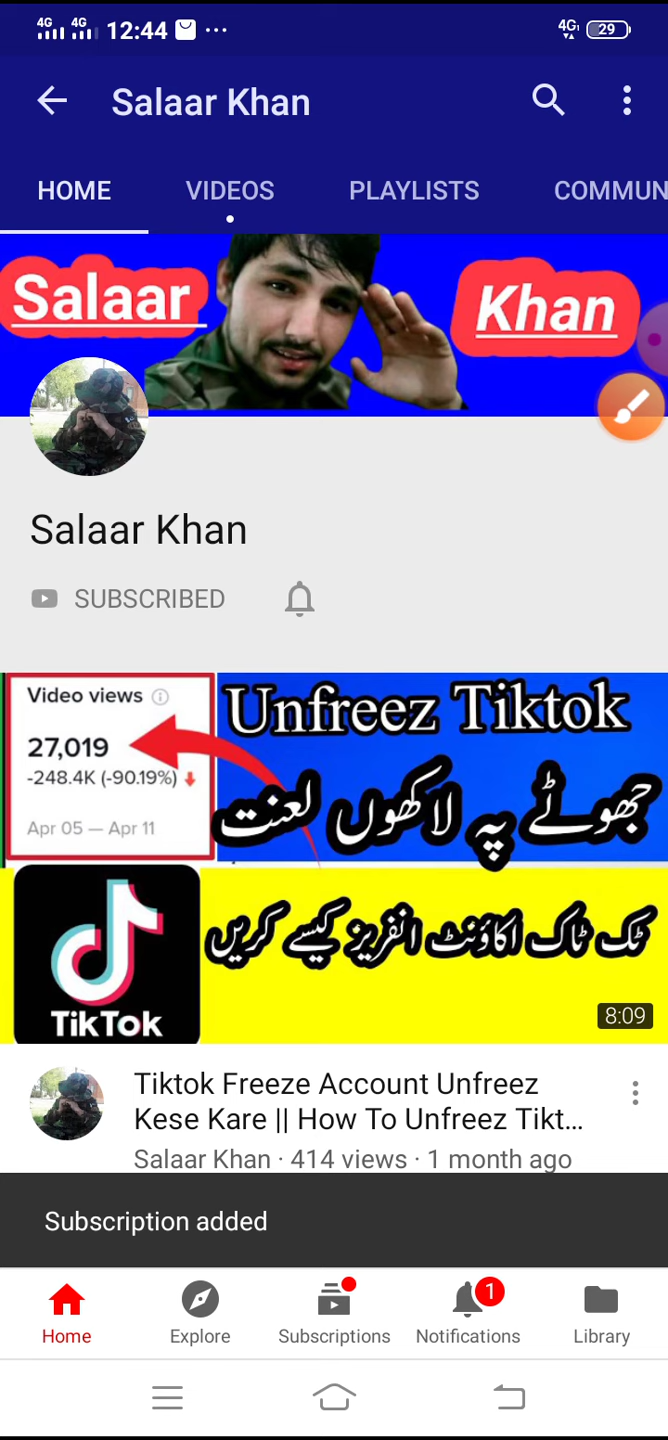 4G 4G 12:44 ... 4G 29
Salaar Khan
HOME VIDEOS PLAYLISTS COMMUN
Salaar Khan
Salaar Khan
SUBSCRIBED
Video views
27,019
-248.4K (-90.19%)
Apr 05 — Apr 11
Unfreez Tiktok
جھوٹے پہ لاکھوں لعنت
ٹک ٹاک اکاؤنٹ انفریز کیسے کریں
TikTok
8:09
Tiktok Freeze Account Unfreez
Kese Kare || How To Unfreez Tikt...
Salaar Khan · 414 views · 1 month ago
Subscription added
1
Home Explore Subscriptions Notifications Library